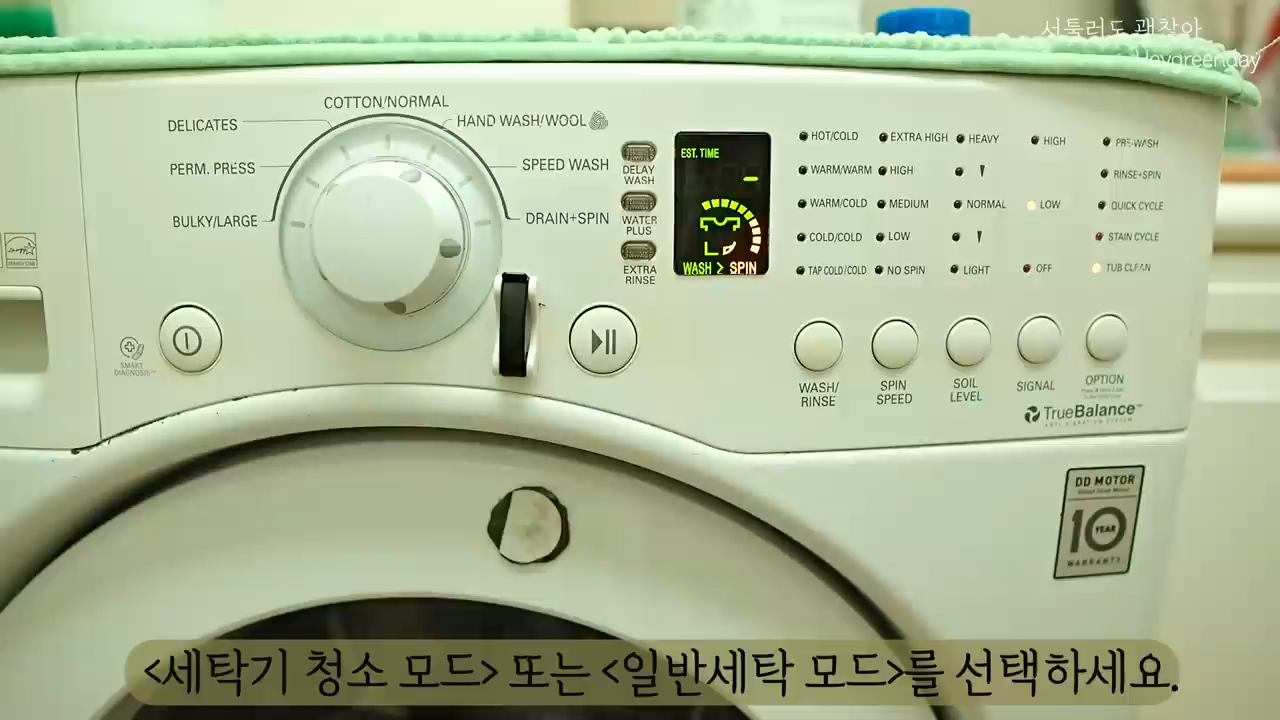 서툴러도 괜찮아
Heygreenday
COTTON/NORMAL
DELICATES
HAND WASH/WOOL
PERM. PRESS
SPEED WASH
BULKY/LARGE
DRAIN+SPIN
DELAY WASH
WATER PLUS
EXTRA RINSE
EST. TIME
WASH > SPIN
HOT/COLD
EXTRA HIGH
HEAVY
HIGH
PRE-WASH
WARM/WARM
HIGH
RINSE+SPIN
WARM/COLD
MEDIUM
NORMAL
LOW
QUICK CYCLE
COLD/COLD
LOW
STAIN CYCLE
TAP COLD/COLD
NO SPIN
LIGHT
OFF
TUB CLEAN
SMART
DIAGNOSIS™
WASH/
RINSE
SPIN
SPEED
SOIL
LEVEL
SIGNAL
OPTION
TrueBalance™
ANTI VIBRATION SYSTEM
DD MOTOR
10 YEAR
WARRANTY
<세탁기 청소 모드> 또는 <일반세탁 모드>를 선택하세요.